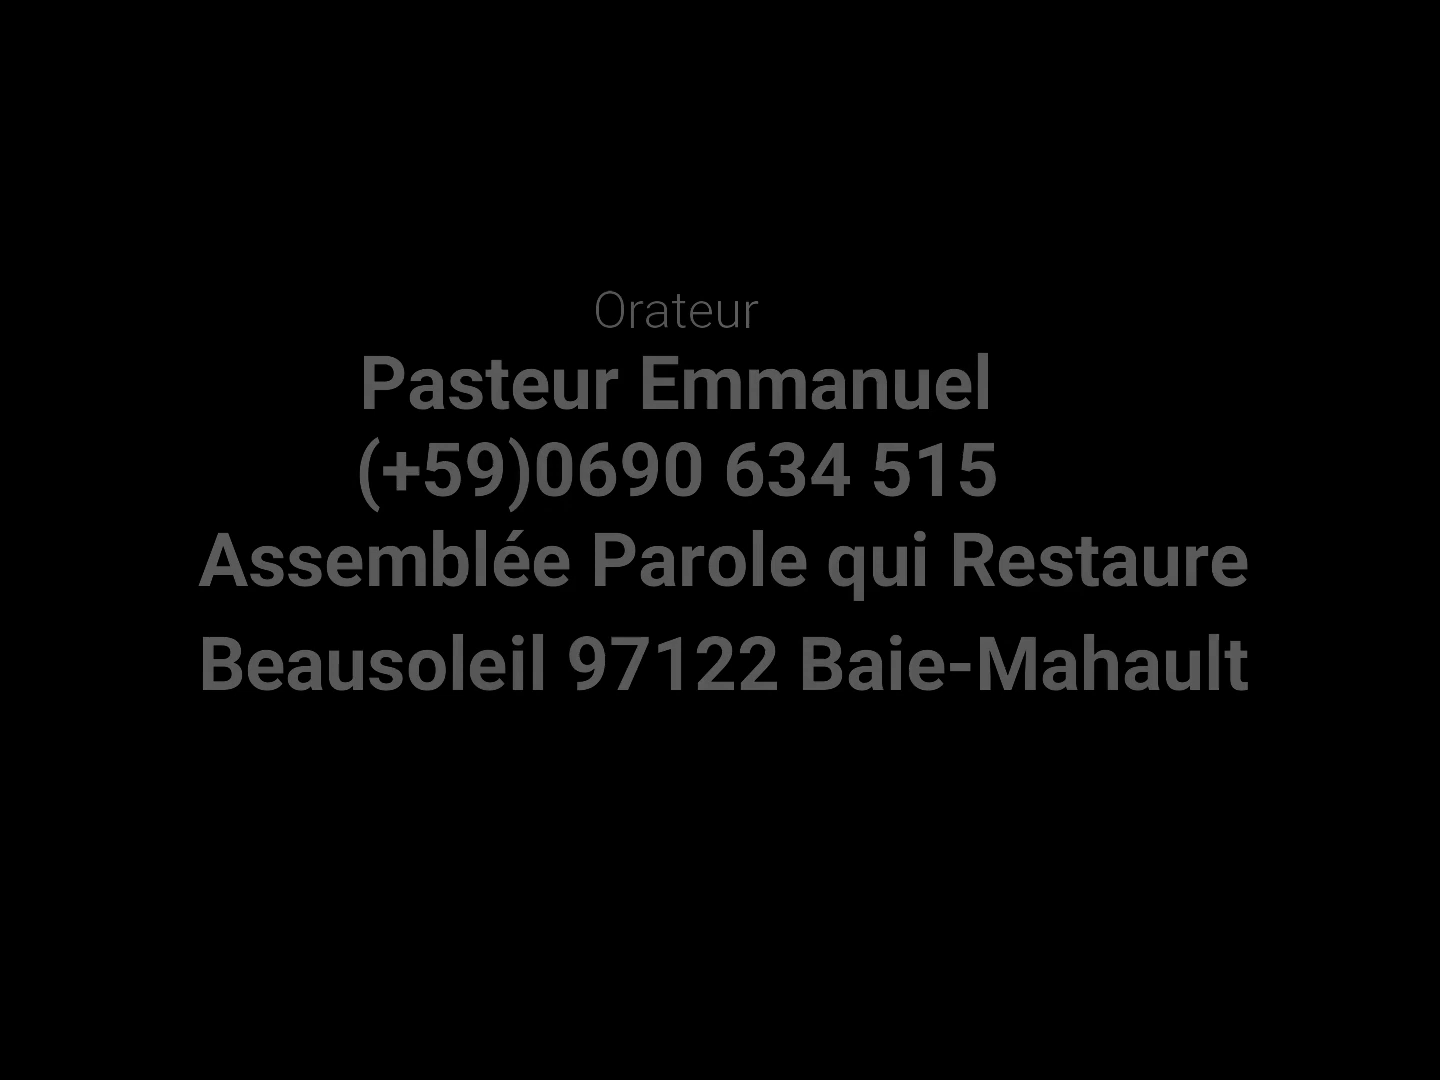 Orateur
Pasteur Emmanuel
(+59)0690 634 515
Assemblée Parole qui Restaure
Beausoleil 97122 Baie-Mahault